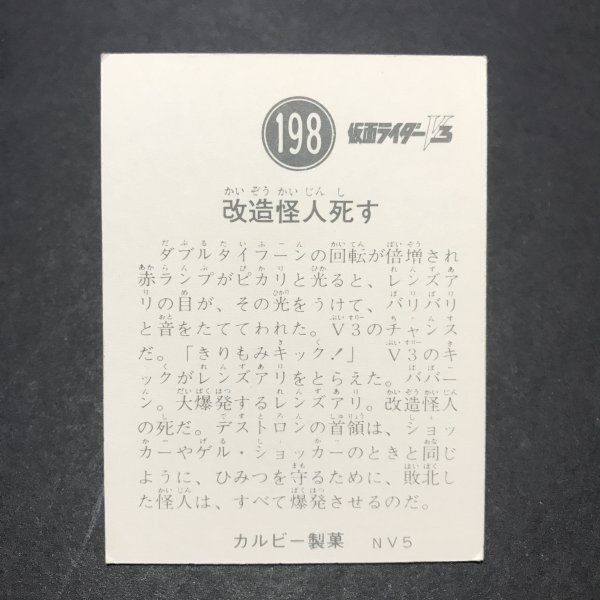 198 仮面ライダーV3
かいぞうかいじんし
改造怪人死す
ダブルタイフーンの回転が倍増され
赤ランプがピカリと光ると、レンズア
リの目が、その光をうけて、バリバリ
と音をたててわれた。V3のチャンス
だ。「きりもみキック!」 V3のキ
ックがレンズアリをとらえた。ババー
ン。大爆発するレンズアリ。改造怪人
の死だ。デストロンの首領は、ショッ
カーやゲル・ショッカーのときと同じ
ように、ひみつを守るために、敗北し
た怪人は、すべて爆発させるのだ。
カルビー製菓 NV5